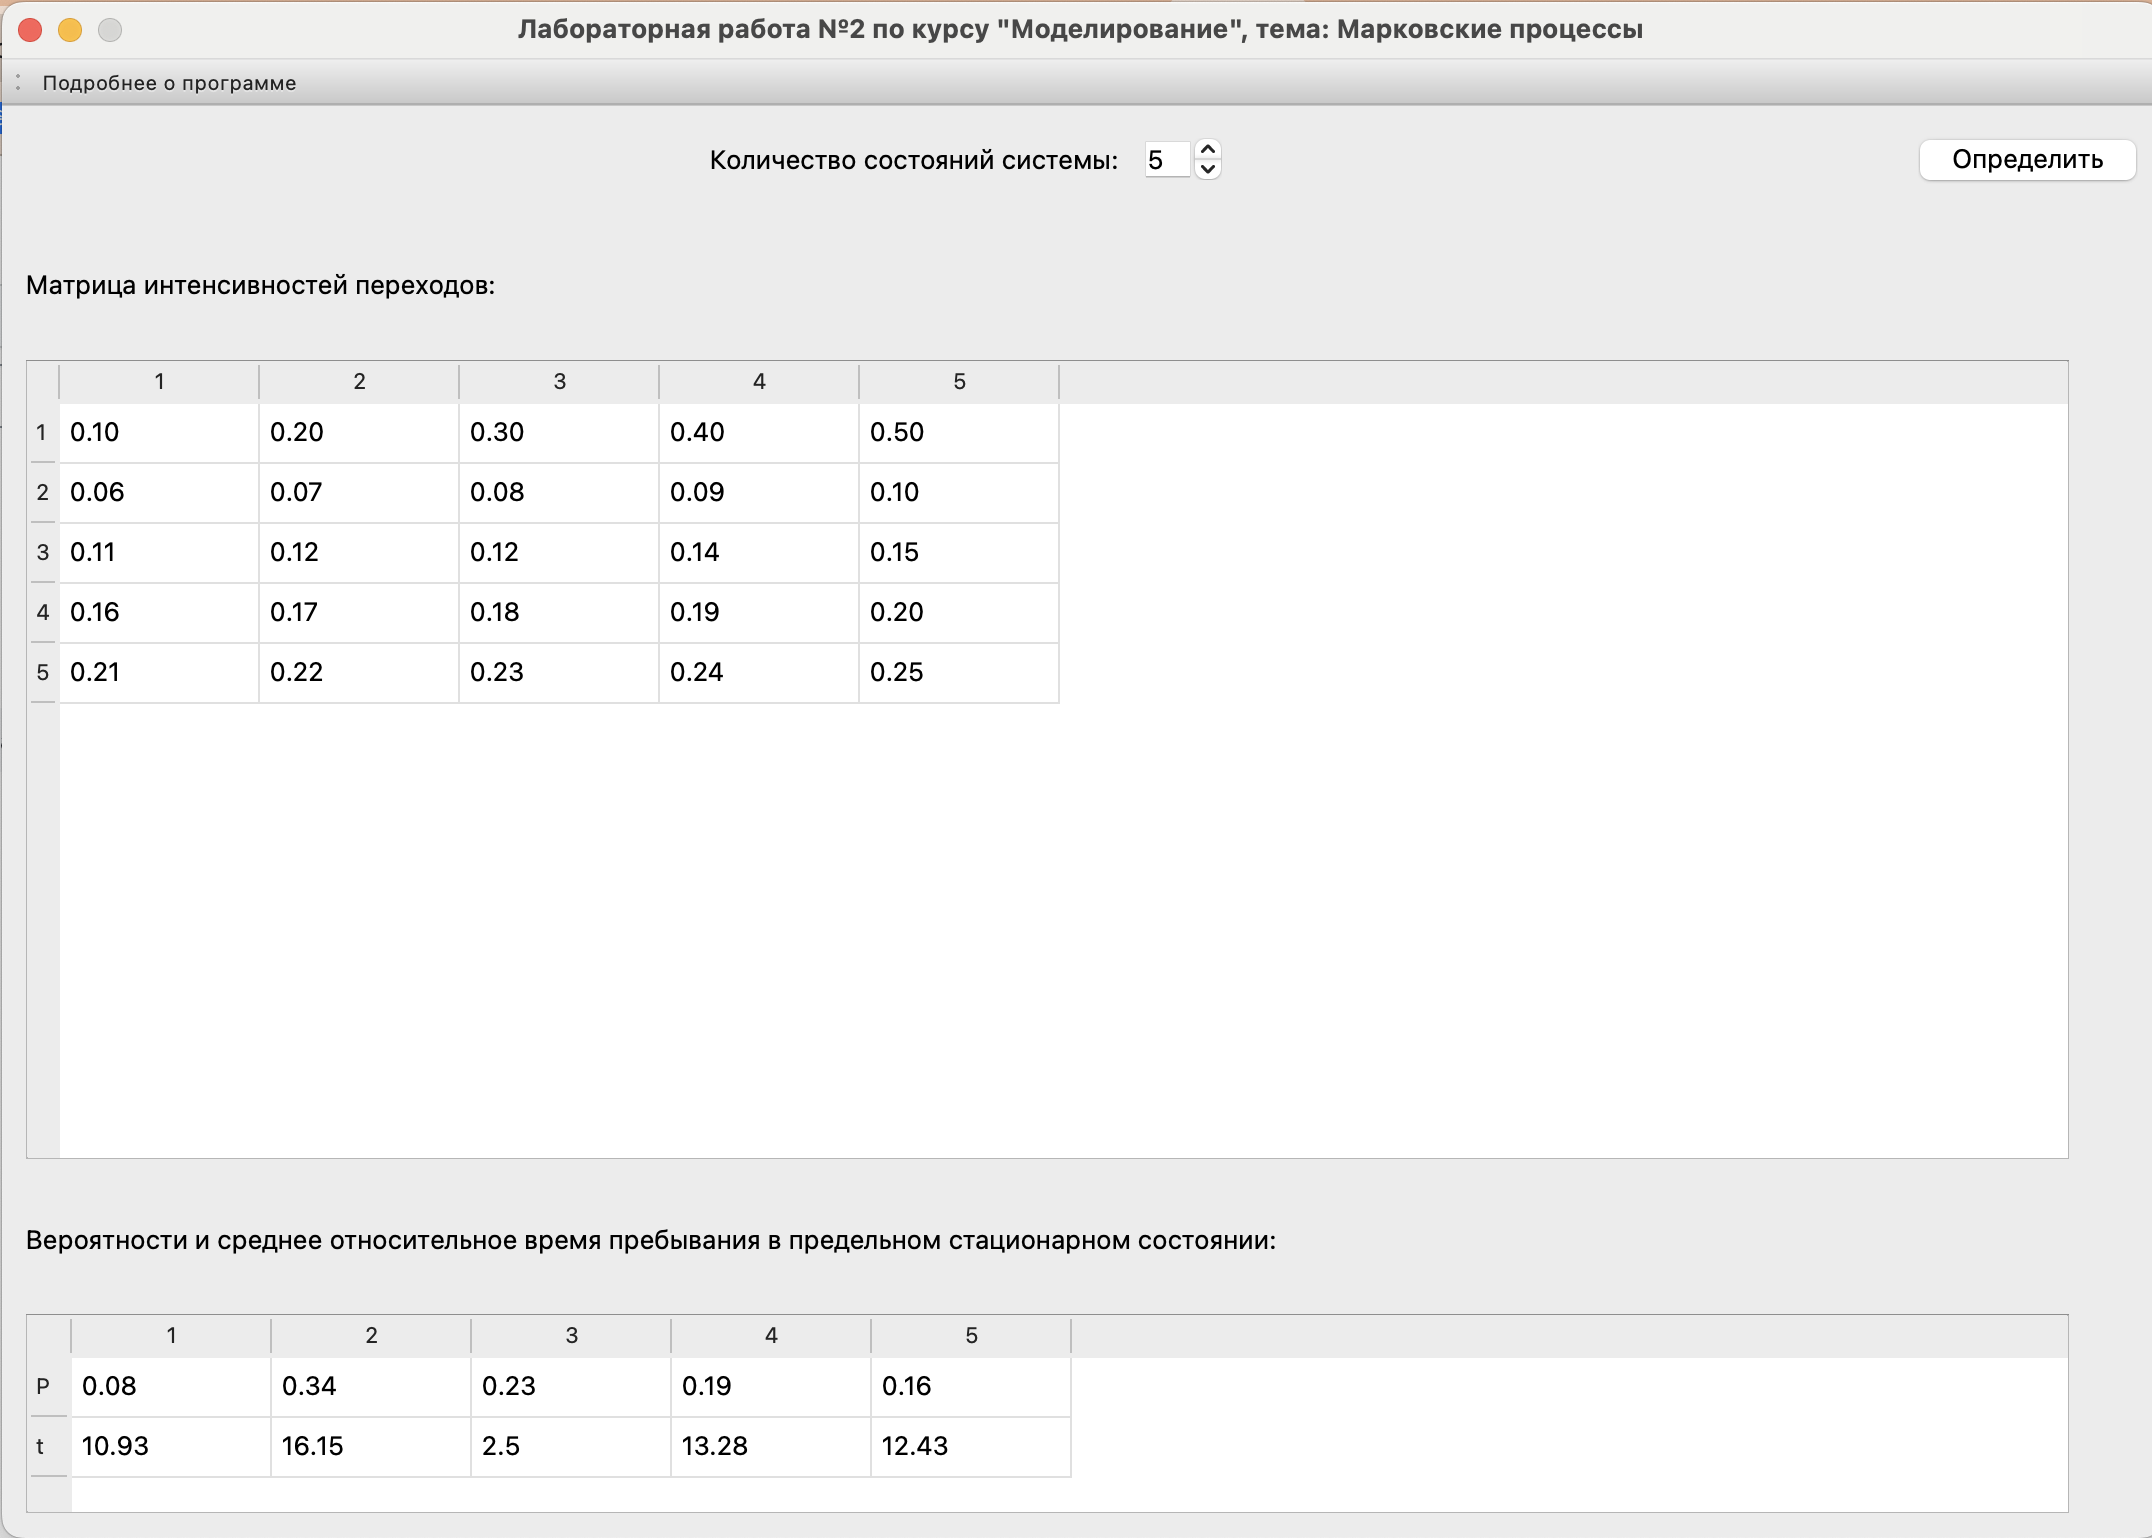 Лабораторная работа №2 по курсу "Моделирование", тема: Марковские процессы
Подробнее о программе
Количество состояний системы: 5 Определить
Матрица интенсивностей переходов:
1 2 3 4 5
1 0.10 0.20 0.30 0.40 0.50
2 0.06 0.07 0.08 0.09 0.10
3 0.11 0.12 0.12 0.14 0.15
4 0.16 0.17 0.18 0.19 0.20
5 0.21 0.22 0.23 0.24 0.25
Вероятности и среднее относительное время пребывания в предельном стационарном состоянии:
1 2 3 4 5
P 0.08 0.34 0.23 0.19 0.16
t 10.93 16.15 2.5 13.28 12.43